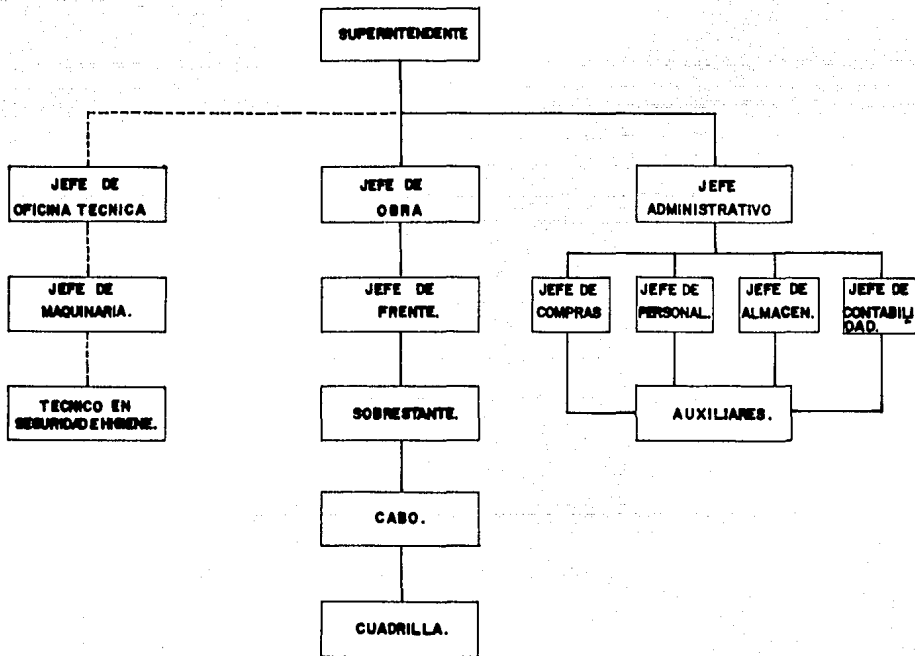 SUPERINTENDENTE
JEFE DE
OFICINA TECNICA
JEFE DE
OBRA
JEFE
ADMINISTRATIVO
JEFE DE
MAQUINARIA.
JEFE DE
FRENTE.
JEFE DE
COMPRAS
JEFE DE
PERSONAL.
JEFE DE
ALMACEN.
JEFE DE
CONTABILI
DAD.
TECNICO EN
SEGURIDAD E HIGIENE.
SOBRESTANTE.
AUXILIARES.
CABO.
CUADRILLA.